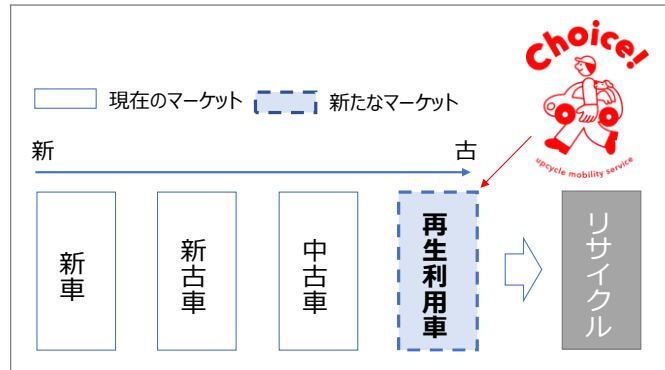 Choice!
現在のマーケット
新たなマーケット
新
古
upcycle mobility service
新車
新古車
中古車
再生利用車
リサイクル